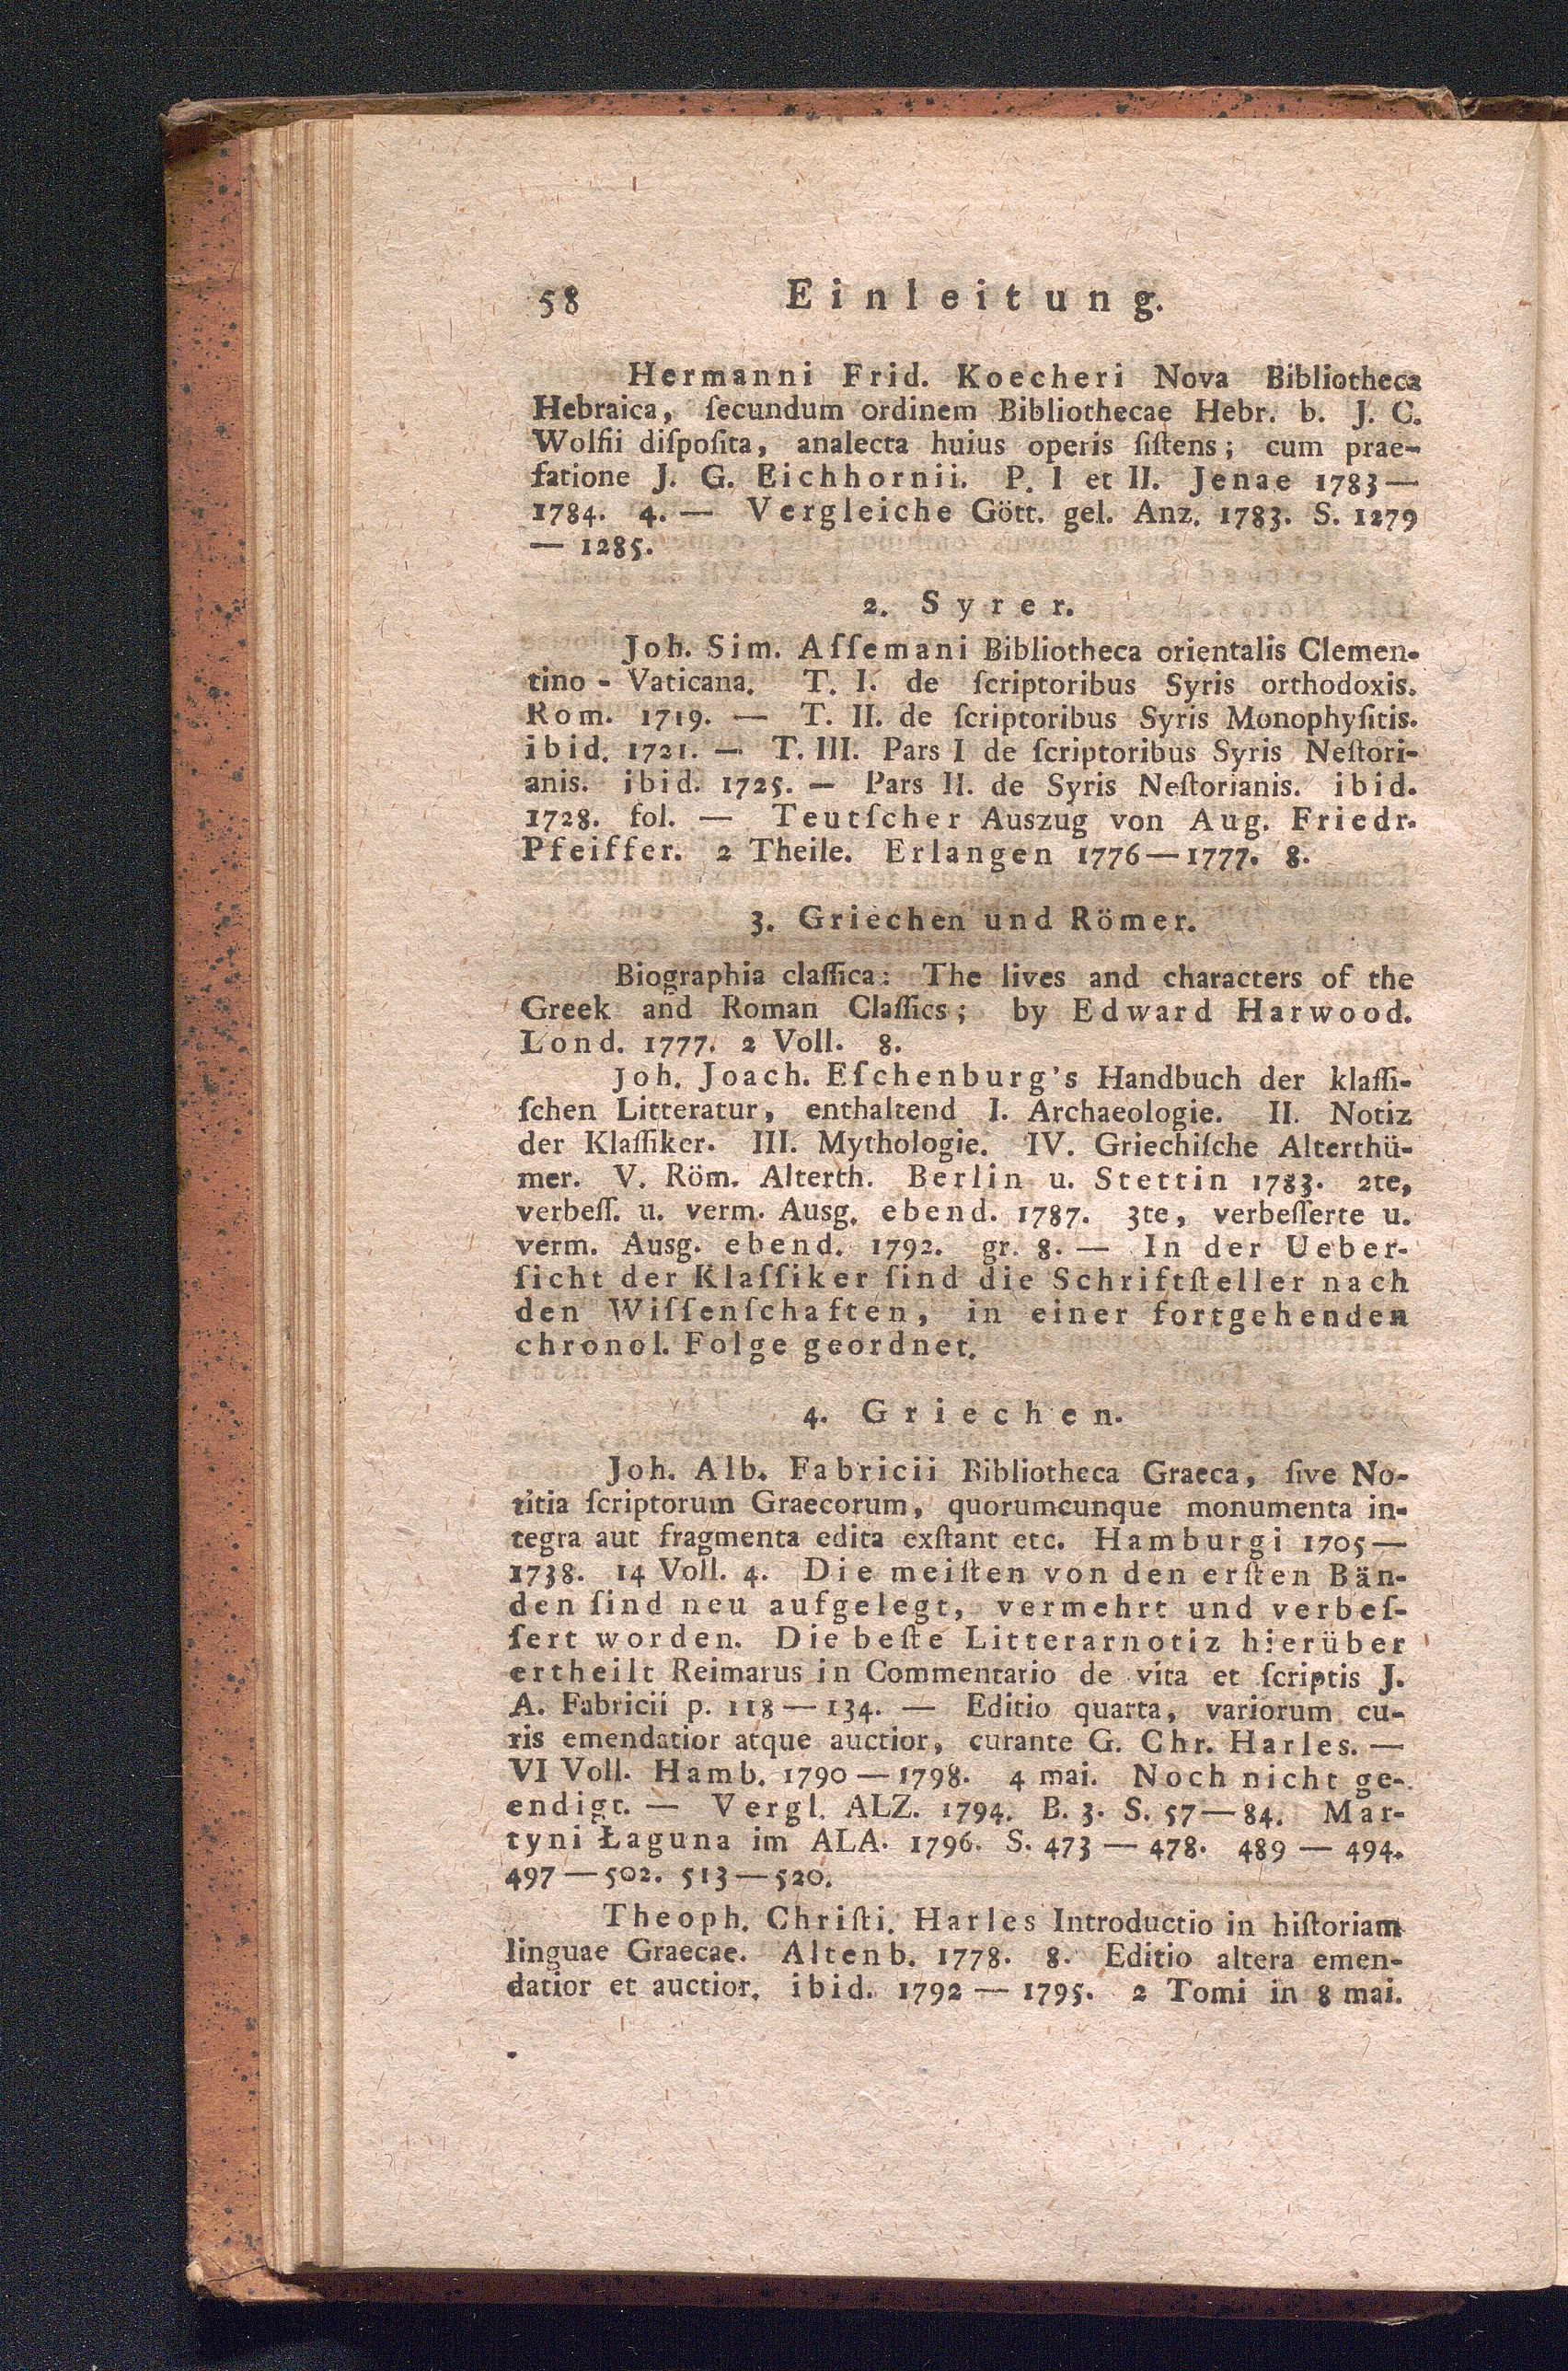 58 Einleitung.
Hermanni Frid. Koecheri Nova Bibliotheca
Hebraica, ſecundum ordinem Bibliothecae Hebr. b. J. C.
Wolfii diſpoſita, analecta huius operis ſiſtens; cum prae-
fatione J. G. Eichhornii. P. I et II. Jenae 1783—
1784. 4. — Vergleiche Gött. gel. Anz. 1783. S. 1279
— 1285.
2. Syrer.
Joh. Sim. Aſſemani Bibliotheca orientalis Clemen-
tino - Vaticana. T. I. de ſcriptoribus Syris orthodoxis.
Rom. 1719. — T. II. de ſcriptoribus Syris Monophyſitis.
ibid. 1721. — T. III. Pars I de ſcriptoribus Syris Neſtori-
anis. ibid. 1725. — Pars II. de Syris Neſtorianis. ibid.
1728. fol. — Teutſcher Auszug von Aug. Friedr.
Pfeiffer. 2 Theile. Erlangen 1776—1777. 8.
3. Griechen und Römer.
Biographia claſſica: The lives and characters of the
Greek and Roman Claſſics; by Edward Harwood.
Lond. 1777. 2 Voll. 8.
Joh. Joach. Eſchenburg's Handbuch der klaſſi-
ſchen Litteratur, enthaltend I. Archaeologie. II. Notiz
der Klaſſiker. III. Mythologie. IV. Griechiſche Alterthü-
mer. V. Röm. Alterth. Berlin u. Stettin 1783. 2te,
verbeſſ. u. verm. Ausg. ebend. 1787. 3te, verbeſſerte u.
verm. Ausg. ebend. 1792. gr. 8. — In der Ueber-
ſicht der Klaſſiker ſind die Schriftſteller nach
den Wiſſenſchaften, in einer fortgehenden
chronol. Folge geordnet.
4. Griechen.
Joh. Alb. Fabricii Bibliotheca Graeca, ſive No-
titia ſcriptorum Graecorum, quorumcunque monumenta in-
tegra aut fragmenta edita exſtant etc. Hamburgi 1705—
1738. 14 Voll. 4. Die meiſten von den erſten Bän-
den ſind neu aufgelegt, vermehrt und verbeſ-
ſert worden. Die beſte Litterarnotiz hierüber
ertheilt Reimarus in Commentario de vita et ſcriptis J.
A. Fabricii p. 118—134. — Editio quarta, variorum cu-
ris emendatior atque auctior, curante G. Chr. Harles. —
VI Voll. Hamb. 1790—1798. 4 mai. Noch nicht ge-
endigt. — Vergl. ALZ. 1794. B. 3. S. 57—84. Mar-
tyni Łaguna im ALA. 1796. S. 473 — 478. 489 — 494.
497—502. 513—520.
Theoph. Chriſti. Harles Introductio in hiſtoriam
linguae Graecae. Altenb. 1778. 8. Editio altera emen-
datior et auctior. ibid. 1792 — 1795. 2 Tomi in 8 mai.